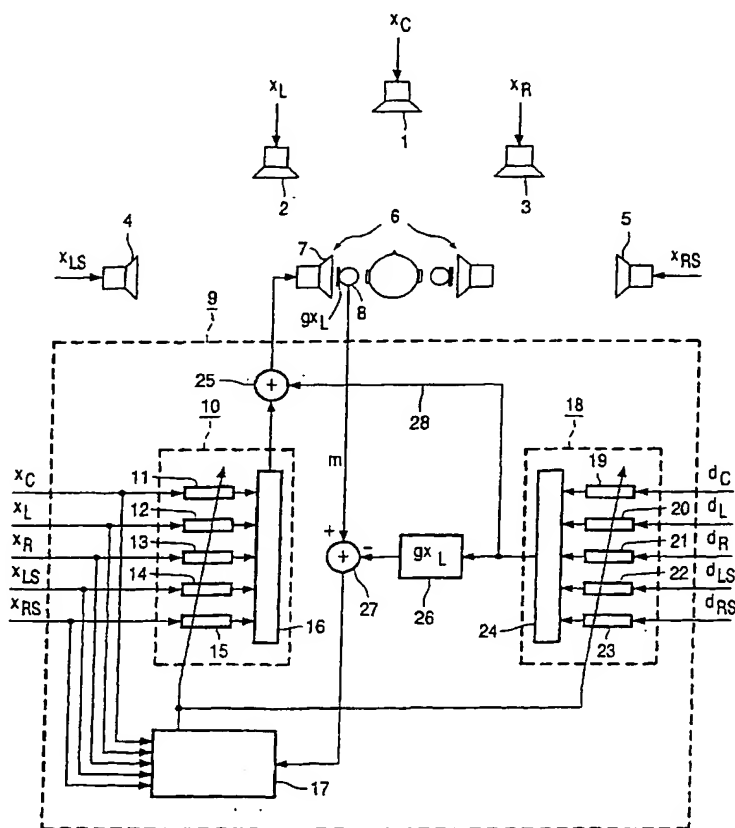 x_C
x_L
x_R
1
2
3
4
6
5
7
x_LS
x_RS
9
gx_L
8
25
28
10
18
x_C
11
m
19
d_C
x_L
12
20
d_L
x_R
13
+
-
gx_L
21
d_R
x_LS
14
22
d_LS
x_RS
27
26
24
d_RS
15
16
23
17
+
+